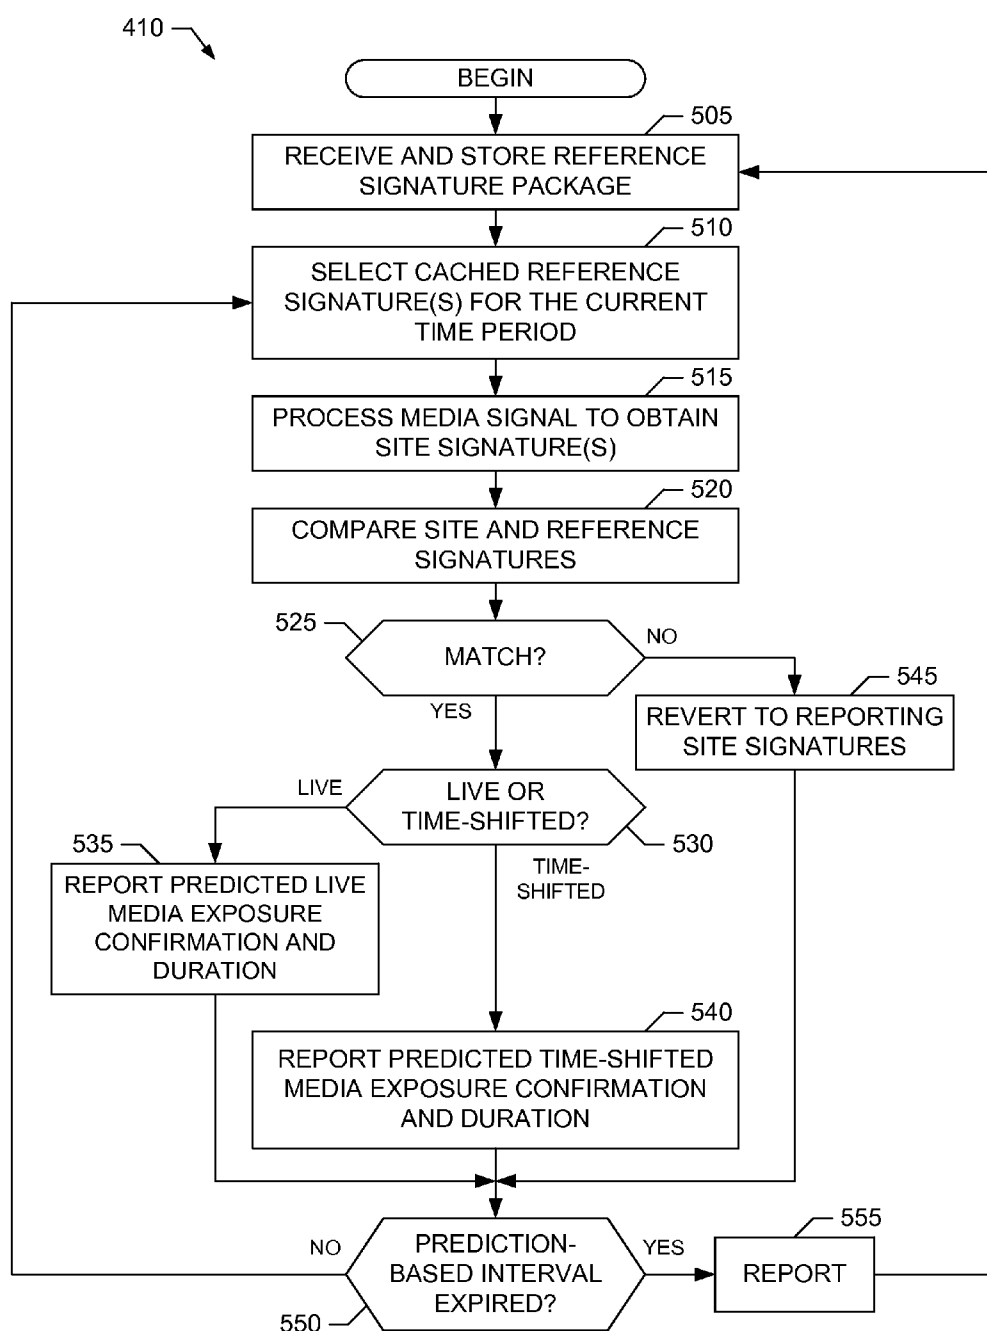 410
BEGIN
505
RECEIVE AND STORE REFERENCE
SIGNATURE PACKAGE
510
SELECT CACHED REFERENCE
SIGNATURE(S) FOR THE CURRENT
TIME PERIOD
515
PROCESS MEDIA SIGNAL TO OBTAIN
SITE SIGNATURE(S)
520
COMPARE SITE AND REFERENCE
SIGNATURES
525
MATCH?
NO
YES
545
REVERT TO REPORTING
SITE SIGNATURES
LIVE
LIVE OR
TIME-SHIFTED?
530
TIME-
SHIFTED
535
REPORT PREDICTED LIVE
MEDIA EXPOSURE
CONFIRMATION AND
DURATION
540
REPORT PREDICTED TIME-SHIFTED
MEDIA EXPOSURE CONFIRMATION
AND DURATION
NO
PREDICTION-
BASED INTERVAL
EXPIRED?
550
YES
555
REPORT